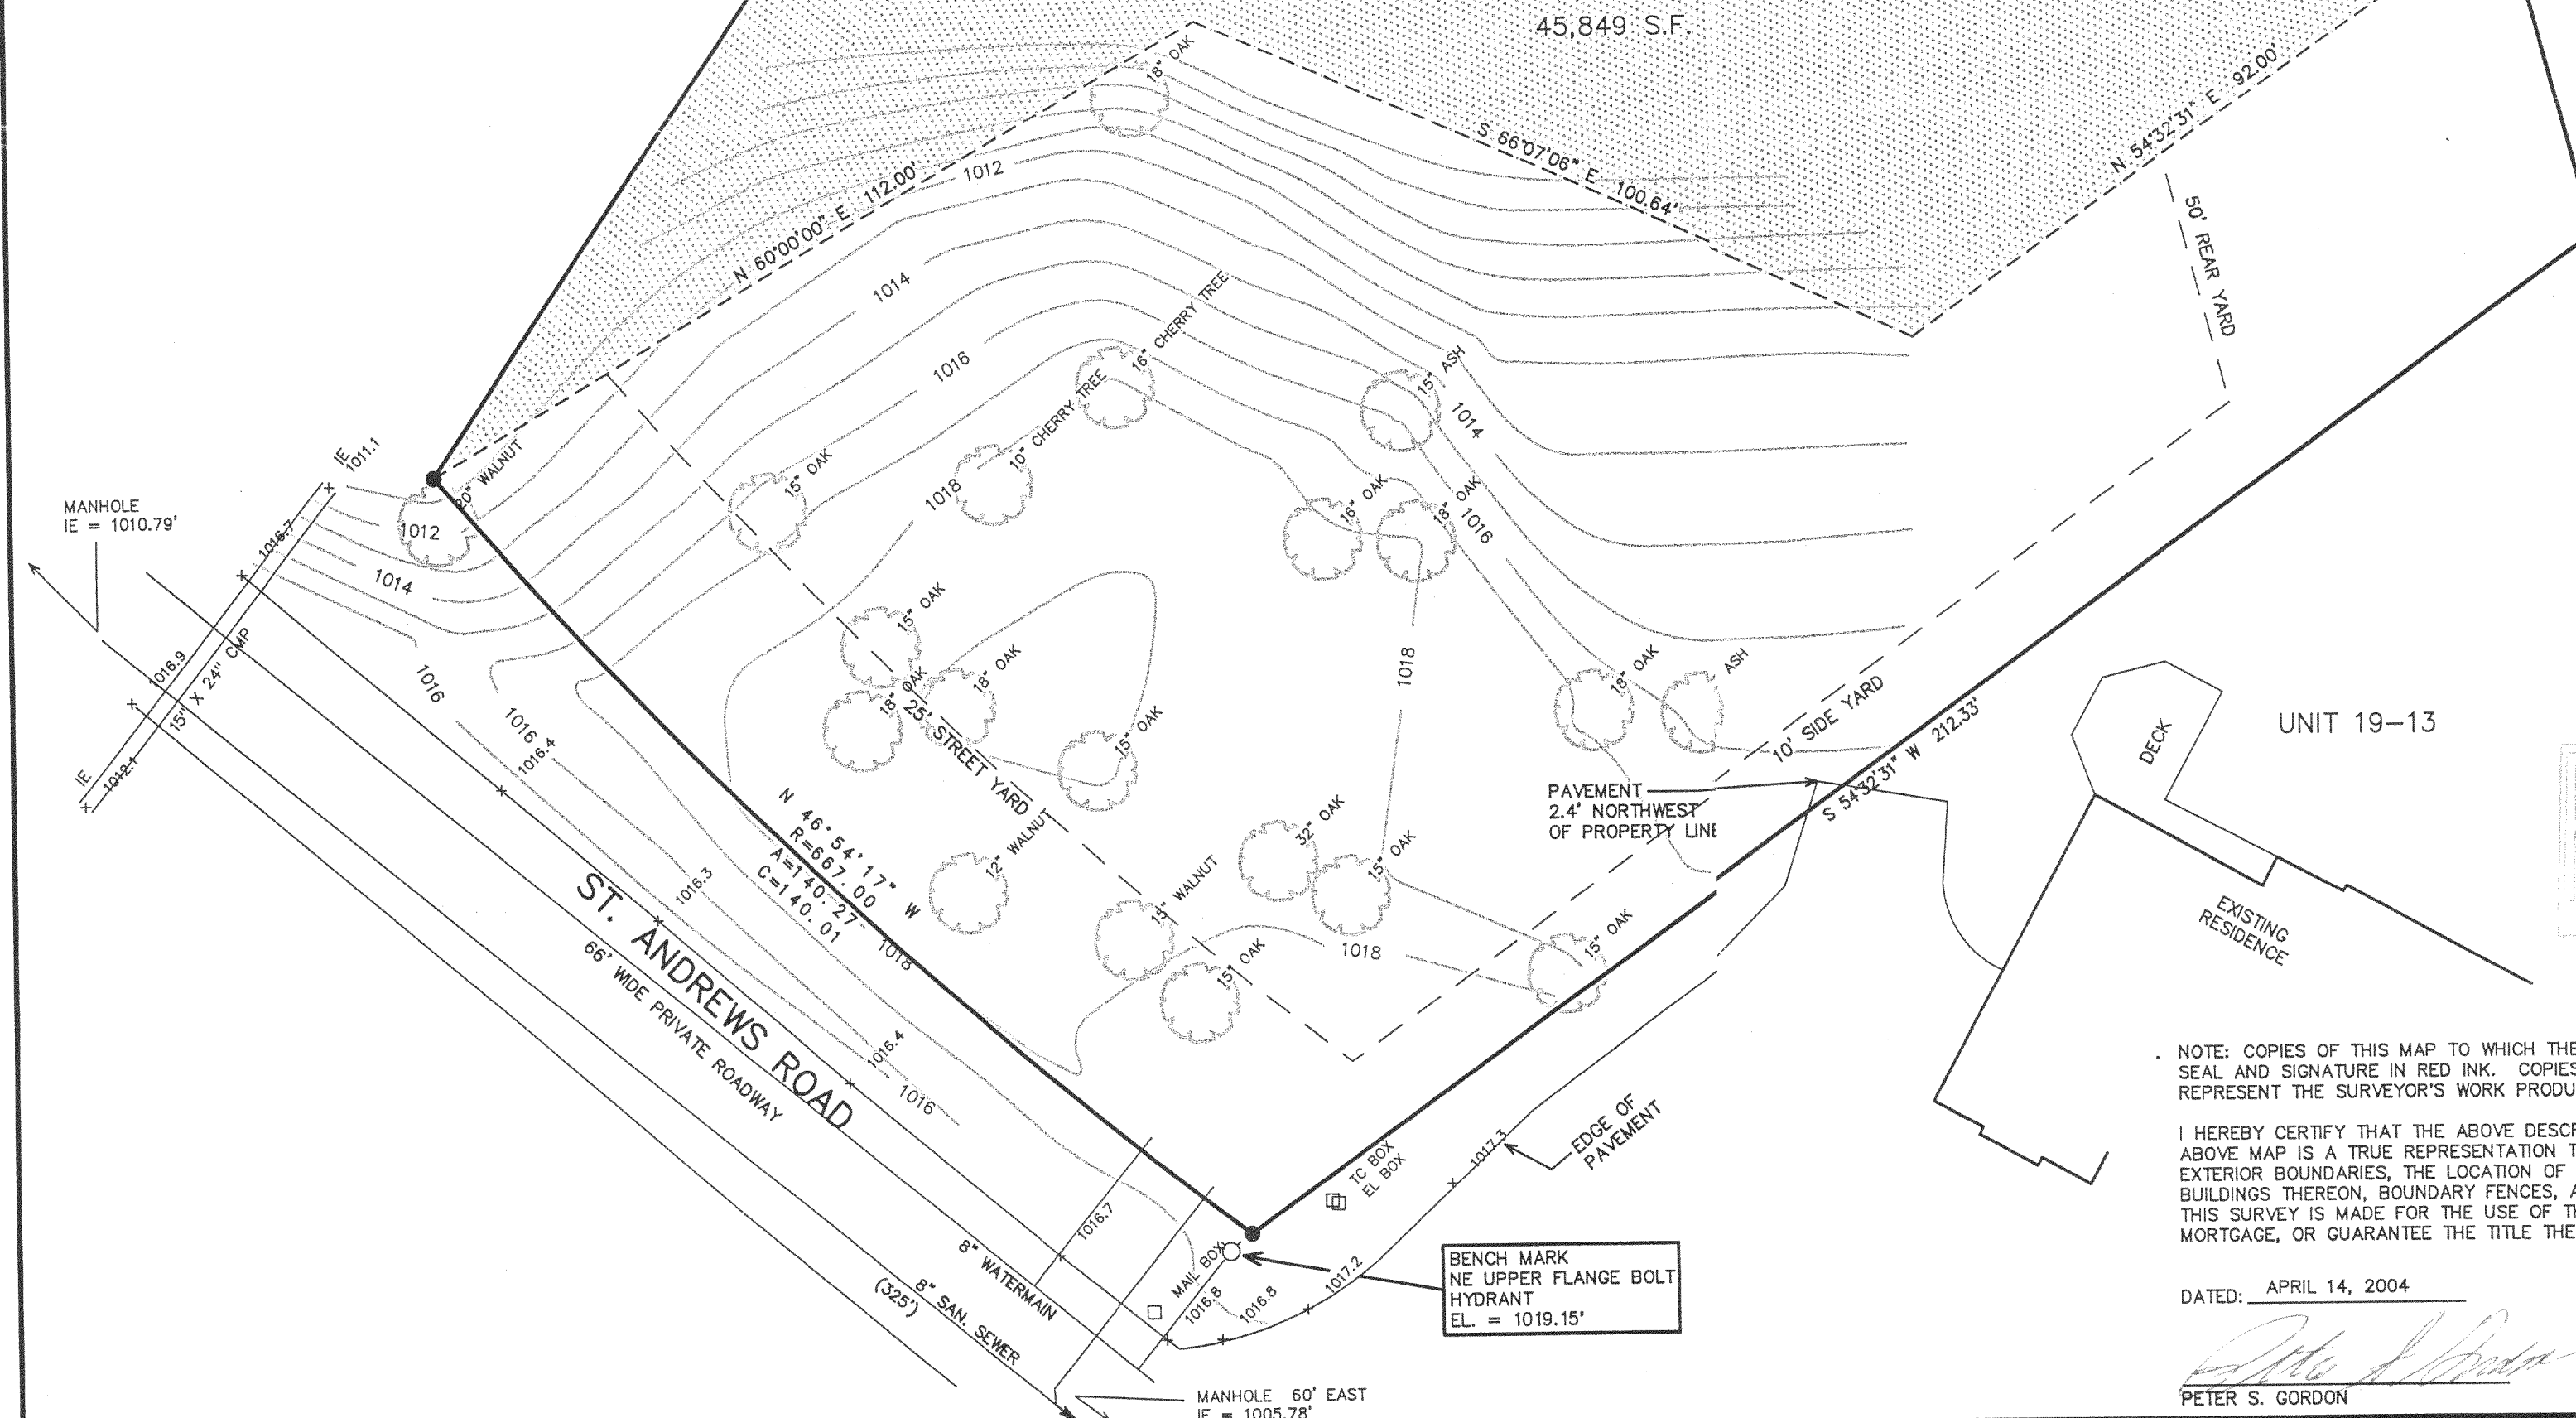 45,849 S.F.
18" OAK
N 54°32'31" E 92.00'
S 66°07'06" E 100.64'
N 60°00'00" E 112.00'
1012
50' REAR YARD
1014
16" CHERRY TREE
1016
10" CHERRY TREE
15" ASH
1014
20" WALNUT
15" OAK
1018
16" OAK
18" OAK
1016
IE
1011.1
MANHOLE
IE = 1010.79'
1016.7
1012
1014
1016.9
15" X 24" CMP
IE
1012.1
1016
1016
1016.4
15" OAK
18" OAK
18" OAK
25' STREET YARD
15" OAK
1018
18" OAK
ASH
10' SIDE YARD
S 54°32'31" W 212.33'
DECK
UNIT 19-13
PAVEMENT
2.4' NORTHWEST
OF PROPERTY LINE
N 46°54'17" W
R=667.00
A=140.27
C=140.01
1018
12" WALNUT
32" OAK
15" OAK
15" WALNUT
15" OAK
1018
15" OAK
EXISTING
RESIDENCE
1016.3
ST. ANDREWS ROAD
66' WIDE PRIVATE ROADWAY
1016.4
1016
EDGE OF
PAVEMENT
1017.3
TC BOX
EL BOX
1016.7
8" WATERMAIN
8" SAN. SEWER
(325')
MAIL BOX
1016.8
1016.8
1017.2
BENCH MARK
NE UPPER FLANGE BOLT
HYDRANT
EL. = 1019.15'
MANHOLE 60' EAST
IE = 1005.78'
. NOTE: COPIES OF THIS MAP TO WHICH THE
SEAL AND SIGNATURE IN RED INK. COPIES
REPRESENT THE SURVEYOR'S WORK PRODU
I HEREBY CERTIFY THAT THE ABOVE DESCR
ABOVE MAP IS A TRUE REPRESENTATION T
EXTERIOR BOUNDARIES, THE LOCATION OF
BUILDINGS THEREON, BOUNDARY FENCES, A
THIS SURVEY IS MADE FOR THE USE OF TH
MORTGAGE, OR GUARANTEE THE TITLE THE
DATED: APRIL 14, 2004
PETER S. GORDON